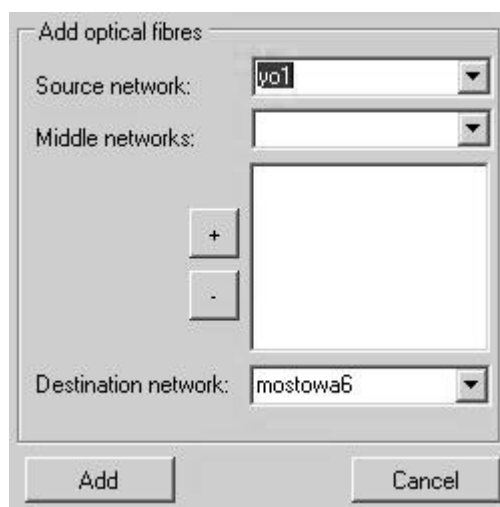 Add optical fibres
Source network: yo1
Middle networks:
+
-
Destination network: mostowa6
Add Cancel